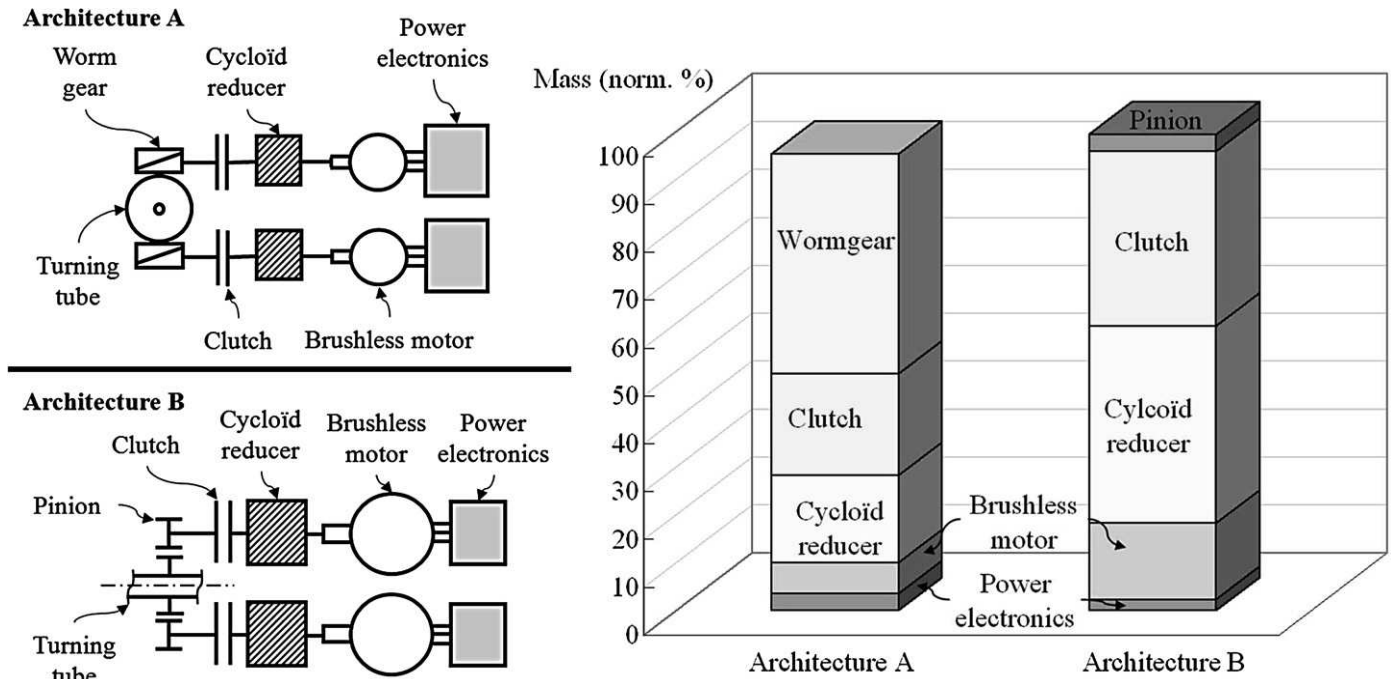 Architecture A
Worm
gear
Cycloïd
reducer
Power
electronics
Turning
tube
Clutch
Brushless motor
Architecture B
Clutch
Cycloïd
reducer
Brushless
motor
Power
electronics
Pinion
Turning
tube
Mass (norm. %)
100
90
80
70
60
50
40
30
20
10
0
Wormgear
Clutch
Cycloïd
reducer
Pinion
Clutch
Cylcoïd
reducer
Brushless
motor
Power
electronics
Architecture A
Architecture B